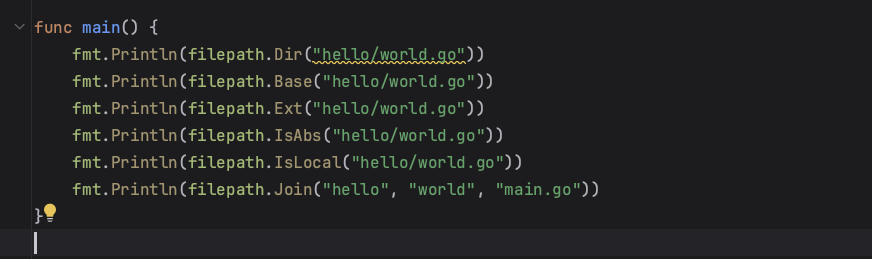 func main() {
    fmt.Println(filepath.Dir("hello/world.go"))
    fmt.Println(filepath.Base("hello/world.go"))
    fmt.Println(filepath.Ext("hello/world.go"))
    fmt.Println(filepath.IsAbs("hello/world.go"))
    fmt.Println(filepath.IsLocal("hello/world.go"))
    fmt.Println(filepath.Join("hello", "world", "main.go"))
}